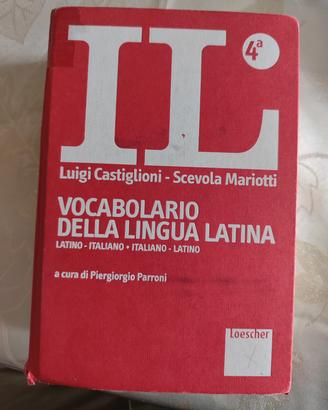 IL
4ª
Luigi Castiglioni - Scevola Mariotti
VOCABOLARIO
DELLA LINGUA LATINA
LATINO - ITALIANO • ITALIANO - LATINO
a cura di Piergiorgio Parroni
Loescher